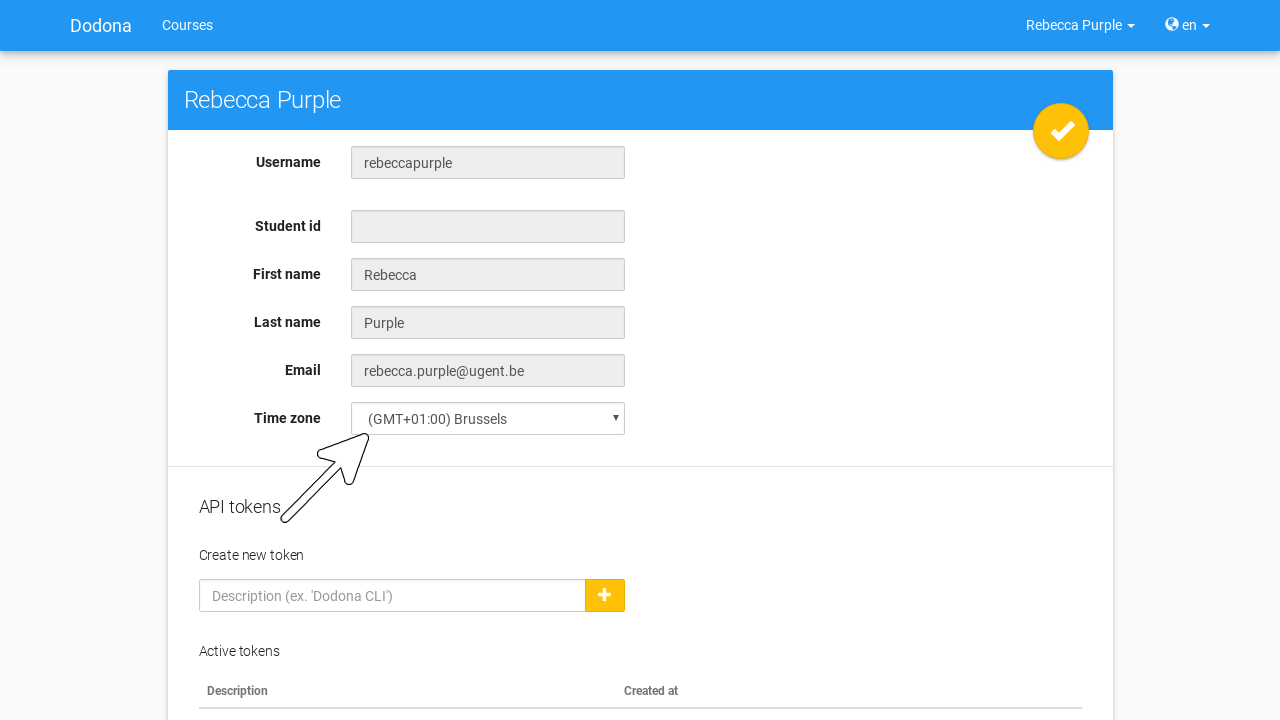 Dodona Courses Rebecca Purple en
Rebecca Purple
Username rebeccapurple
Student id
First name Rebecca
Last name Purple
Email rebecca.purple@ugent.be
Time zone (GMT+01:00) Brussels
API tokens
Create new token
Description (ex. 'Dodona CLI')
Active tokens
Description Created at